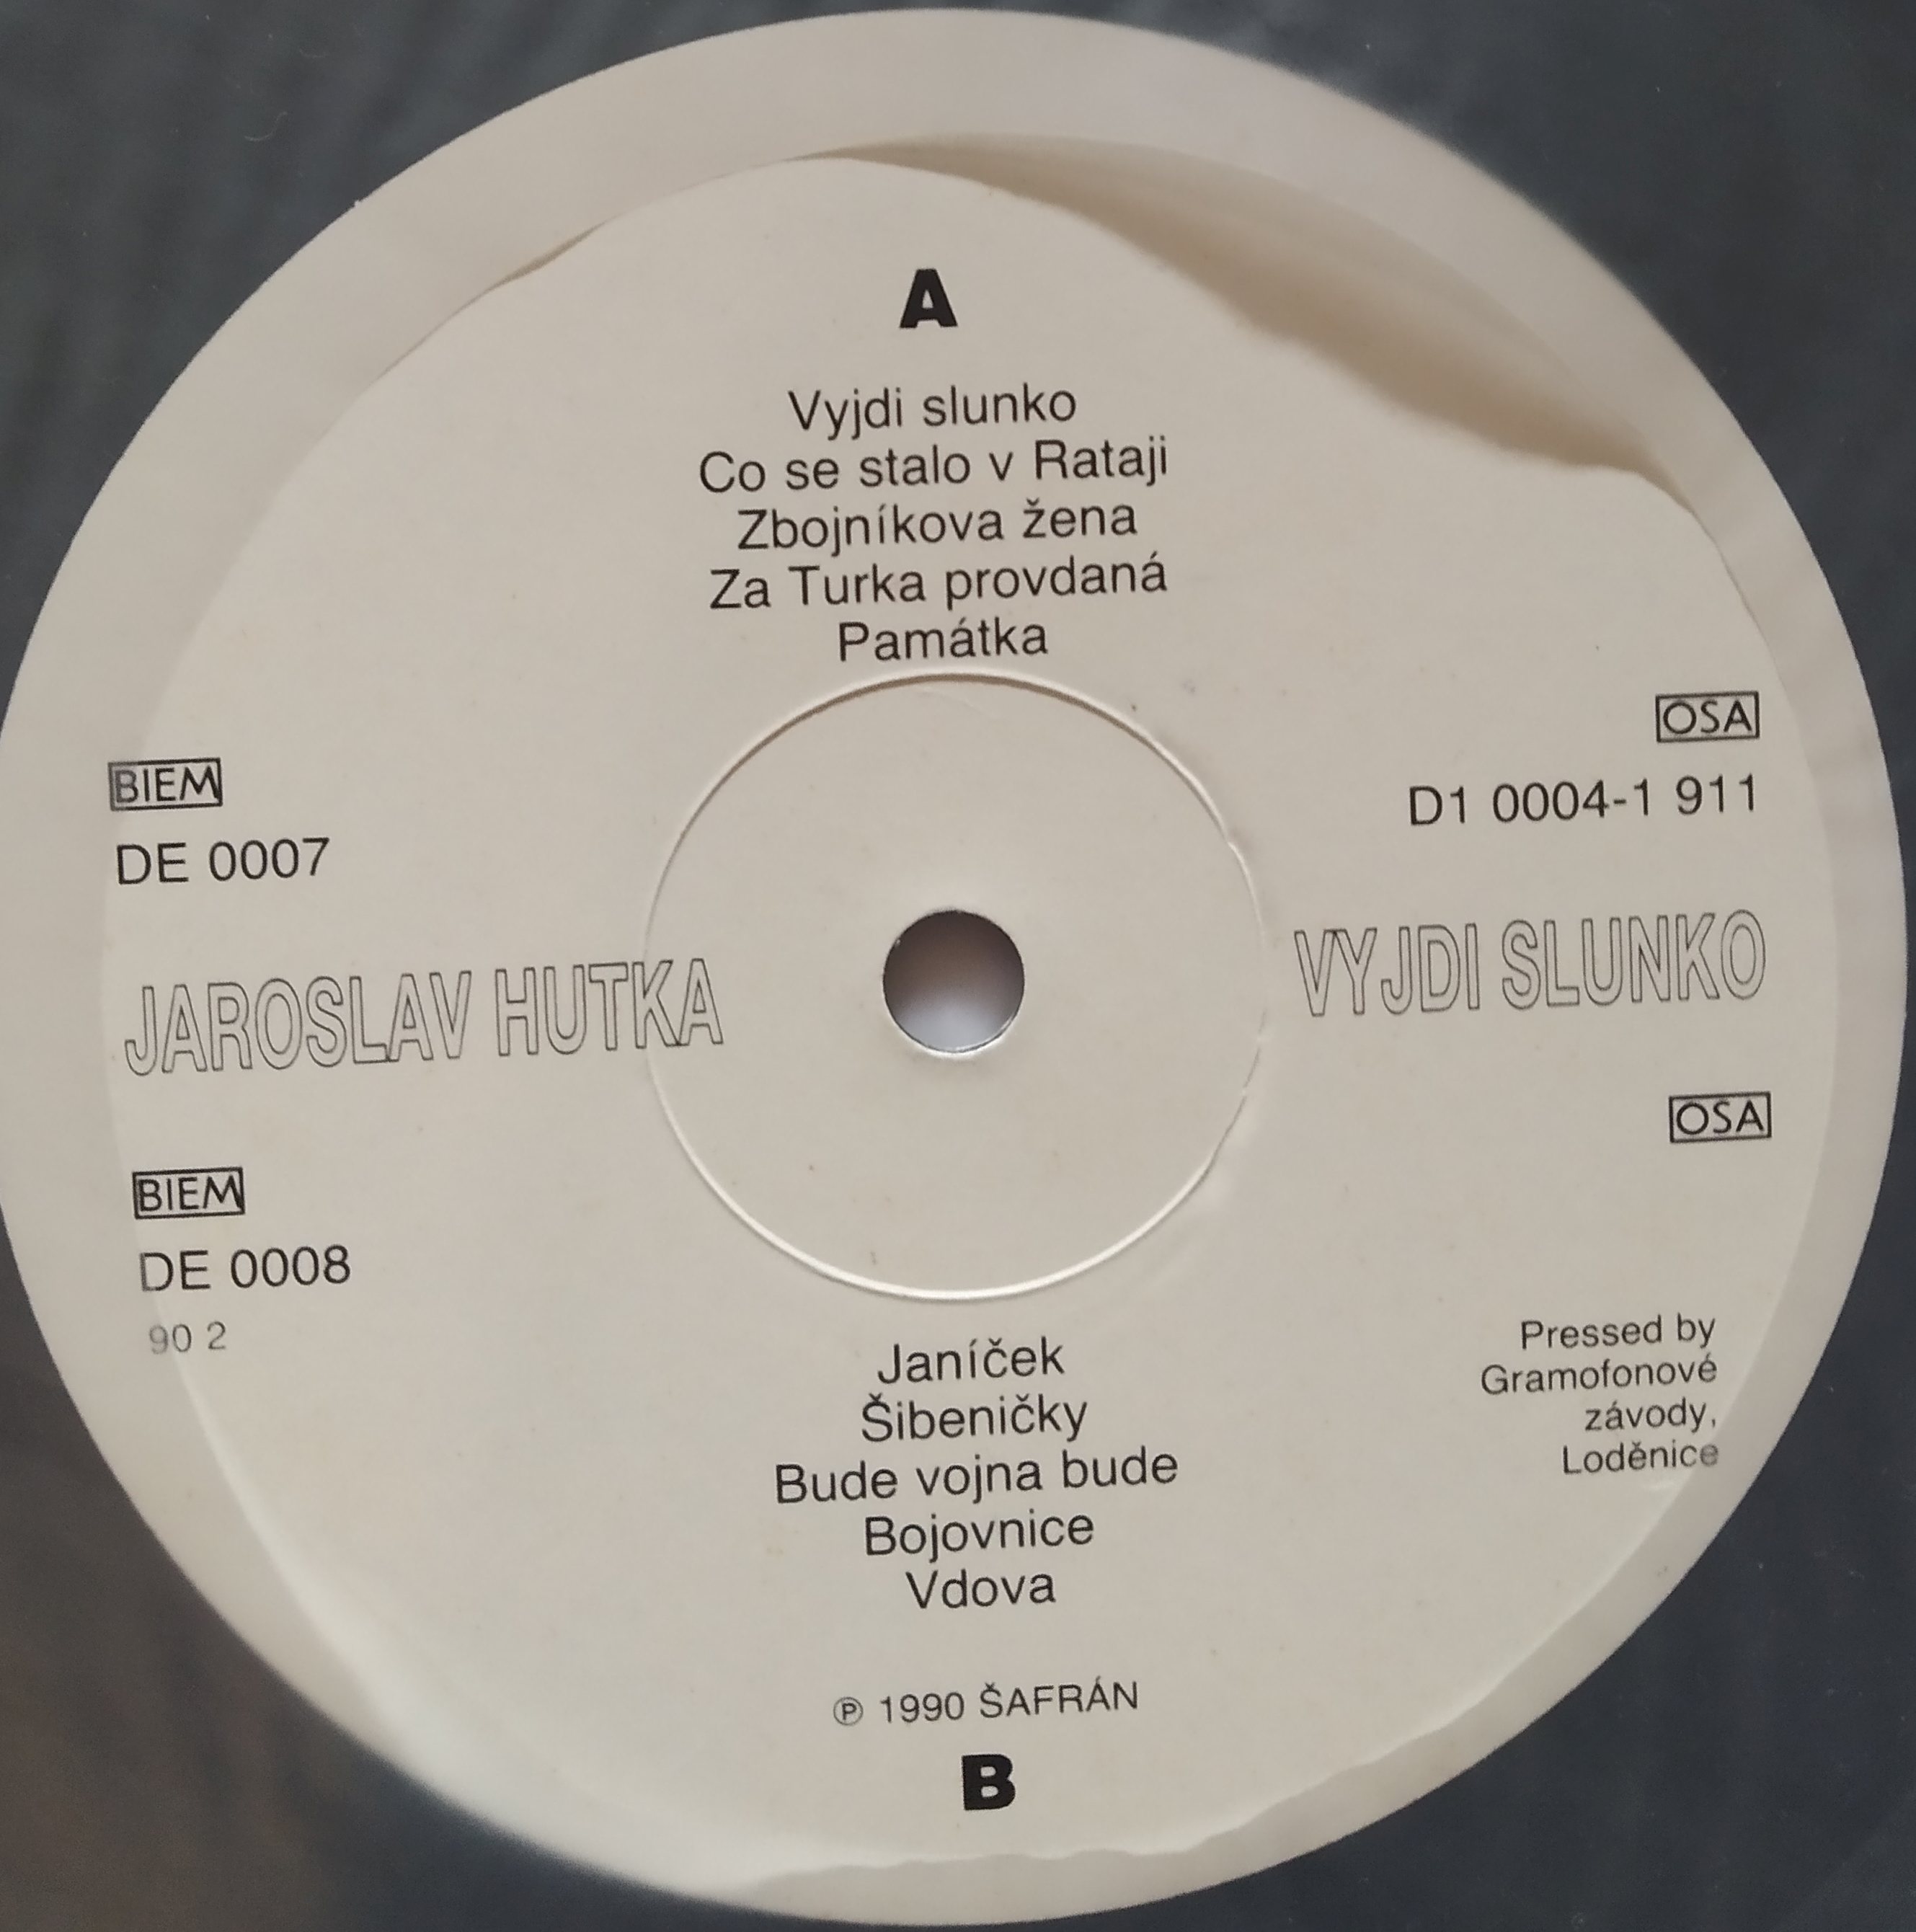 A
Vyjdi slunko
Co se stalo v Rataji
Zbojníkova žena
Za Turka provdaná
Památka
BIEM
DE 0007
OSA
D1 0004-1 911
JAROSLAV HUTKA
VYJDI SLUNKO
BIEM
DE 0008
90 2
OSA
Pressed by
Gramofonové
závody,
Loděnice
Janíček
Šibeničky
Bude vojna bude
Bojovnice
Vdova
℗ 1990 ŠAFRÁN
B